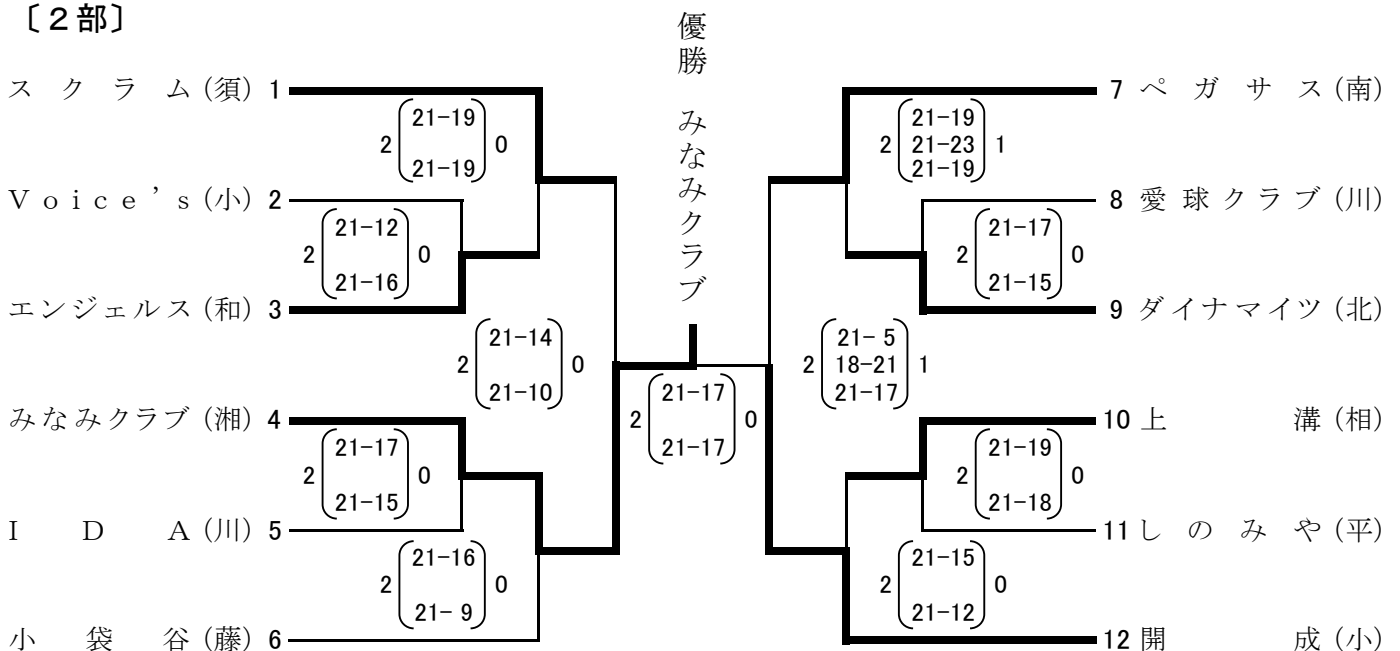 〔２部〕
優勝 みなみクラブ
スクラム(須) 1
2 21-19 21-19 0
Ｖｏｉｃｅ’ｓ(小) 2
2 21-12 21-16 0
エンジェルス(和) 3
2 21-14 21-10 0
みなみクラブ(湘) 4
2 21-17 21-15 0
ＩＤＡ(川) 5
2 21-16 21- 9 0
小袋谷(藤) 6
2 21-17 21-17 0
7 ペガサス(南)
2 21-19 21-23 21-19 1
8 愛球クラブ(川)
2 21-17 21-15 0
9 ダイナマイツ(北)
2 21- 5 18-21 21-17 1
10 上溝(相)
2 21-19 21-18 0
11 しのみや(平)
2 21-15 21-12 0
12 開成(小)